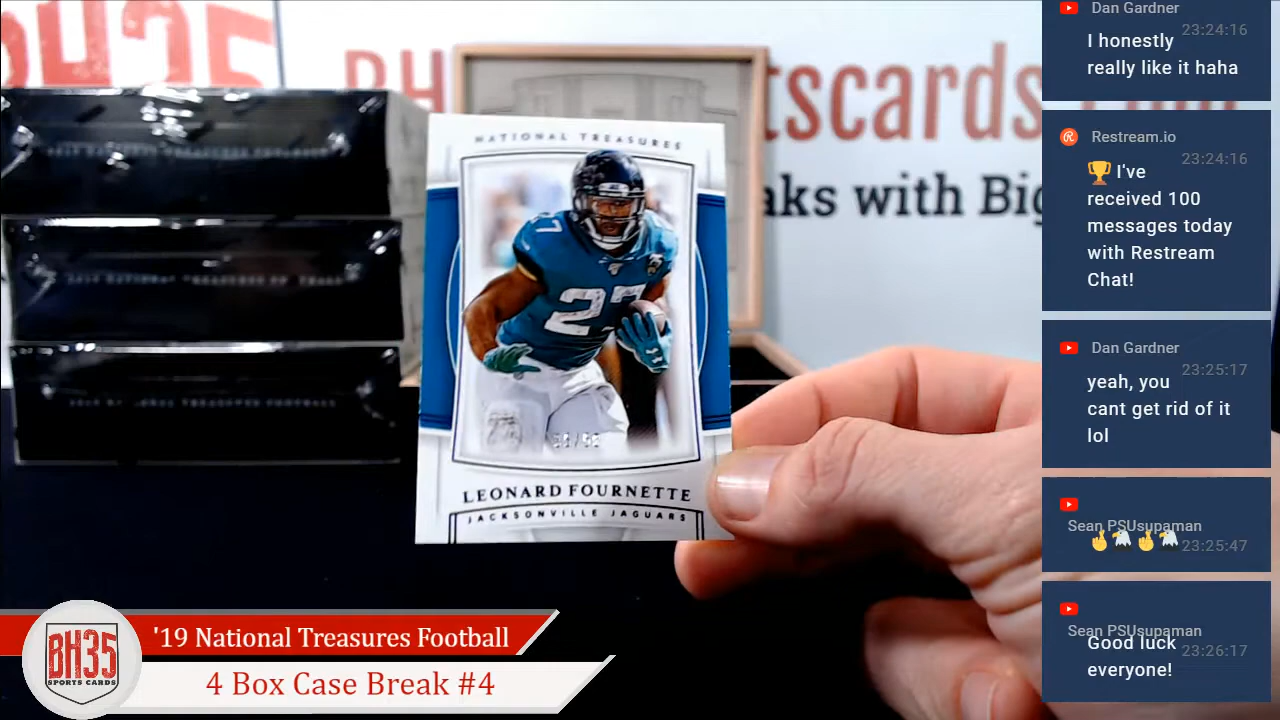 BH35
BH
tscards
aks with Big
NATIONAL TREASURES
27
LEONARD FOURNETTE
JACKSONVILLE JAGUARS
BH35
SPORTS CARDS
'19 National Treasures Football
4 Box Case Break #4
Dan Gardner
23:24:16
I honestly
really like it haha
Restream.io
23:24:16
🏆 I've
received 100
messages today
with Restream
Chat!
Dan Gardner
23:25:17
yeah, you
cant get rid of it
lol
Sean PSUsupaman
🤞🦅🤞🦅 23:25:47
Sean PSUsupaman
Good luck 23:26:17
everyone!